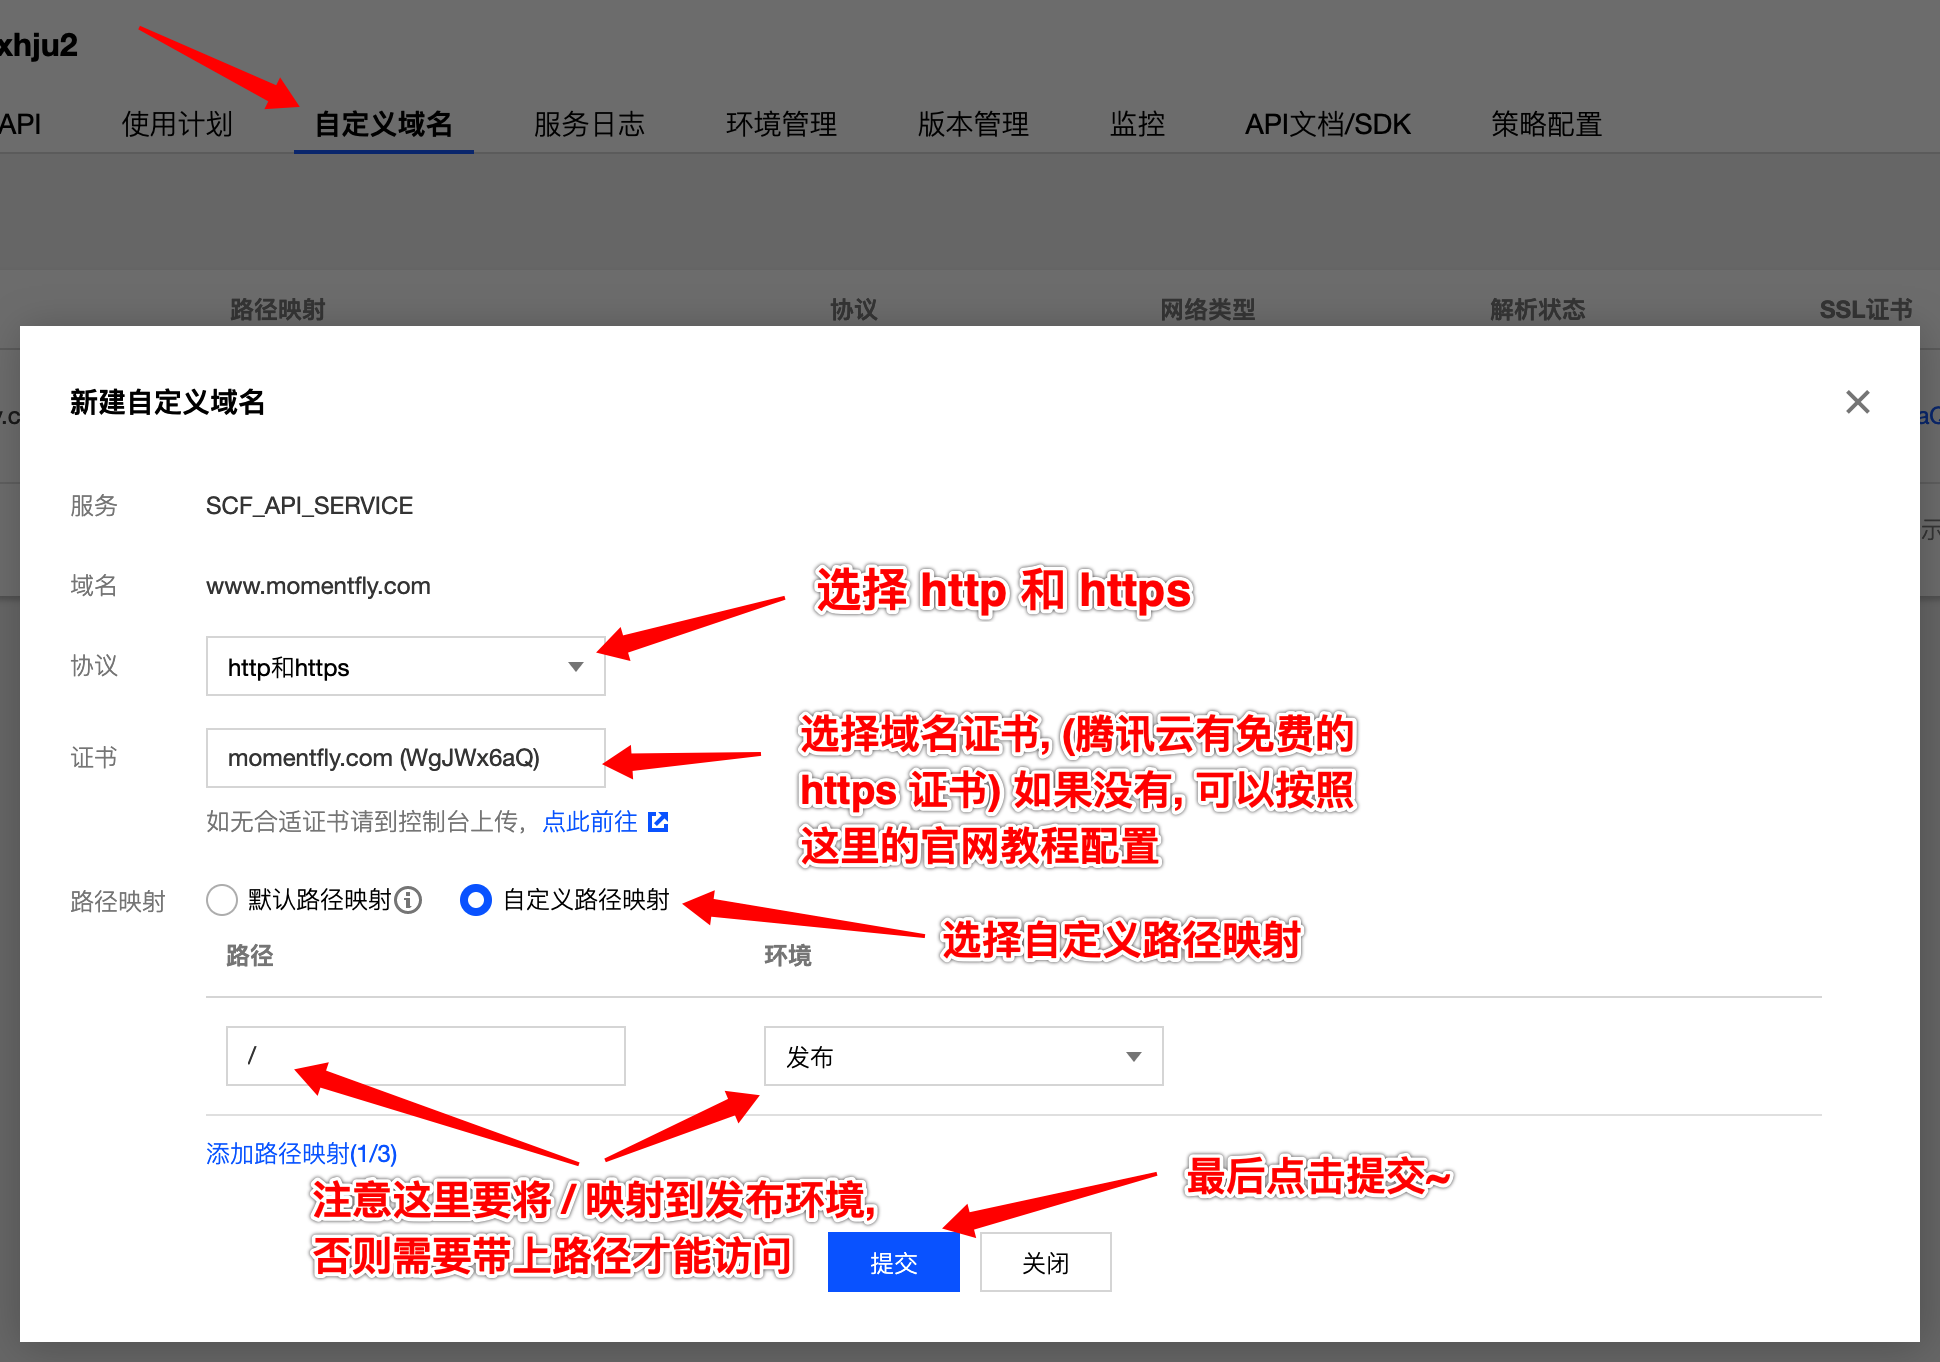 xhju2
API 使用计划 自定义域名 服务日志 环境管理 版本管理 监控 API文档/SDK 策略配置
路径映射 协议 网络类型 解析状态 SSL证书
新建自定义域名
y.c
aQ
服务 SCF_API_SERVICE
示
域名 www.momentfly.com
选择 http 和 https
协议 http和https
选择域名证书, (腾讯云有免费的
https 证书) 如果没有, 可以按照
这里的官网教程配置
证书 momentfly.com (WgJWx6aQ)
如无合适证书请到控制台上传，点此前往
路径映射 默认路径映射 自定义路径映射
选择自定义路径映射
路径 环境
/ 发布
添加路径映射(1/3)
注意这里要将 / 映射到发布环境,
否则需要带上路径才能访问
最后点击提交~
提交 关闭